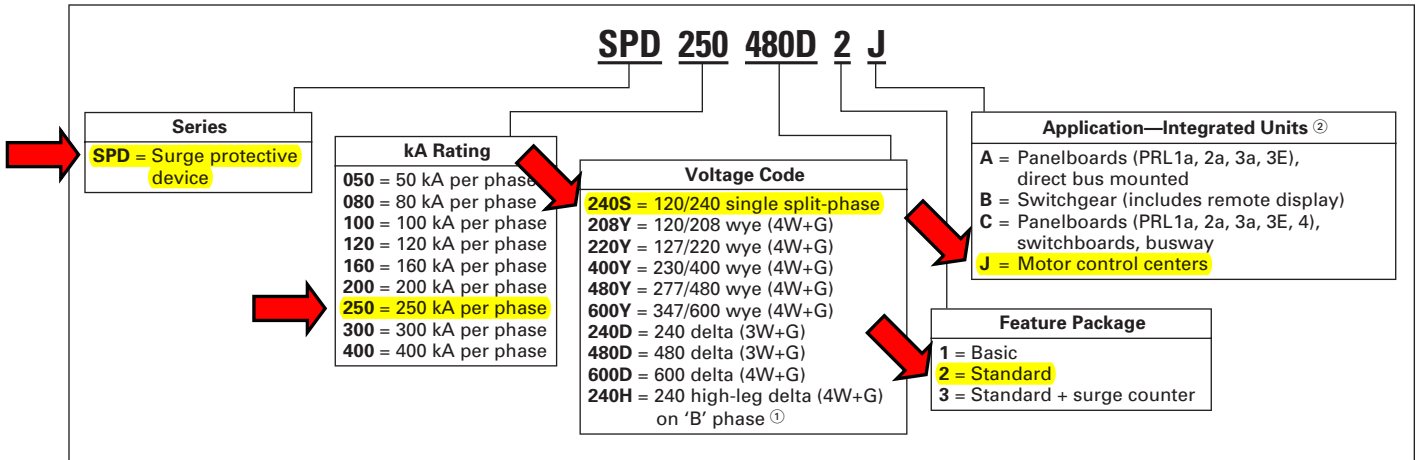 SPD 250 480D 2 J
Series
SPD = Surge protective
device
kA Rating
050 = 50 kA per phase
080 = 80 kA per phase
100 = 100 kA per phase
120 = 120 kA per phase
160 = 160 kA per phase
200 = 200 kA per phase
250 = 250 kA per phase
300 = 300 kA per phase
400 = 400 kA per phase
Voltage Code
240S = 120/240 single split-phase
208Y = 120/208 wye (4W+G)
220Y = 127/220 wye (4W+G)
400Y = 230/400 wye (4W+G)
480Y = 277/480 wye (4W+G)
600Y = 347/600 wye (4W+G)
240D = 240 delta (3W+G)
480D = 480 delta (3W+G)
600D = 600 delta (4W+G)
240H = 240 high-leg delta (4W+G)
on ‘B’ phase ①
Application—Integrated Units ②
A = Panelboards (PRL1a, 2a, 3a, 3E),
direct bus mounted
B = Switchgear (includes remote display)
C = Panelboards (PRL1a, 2a, 3a, 3E, 4),
switchboards, busway
J = Motor control centers
Feature Package
1 = Basic
2 = Standard
3 = Standard + surge counter